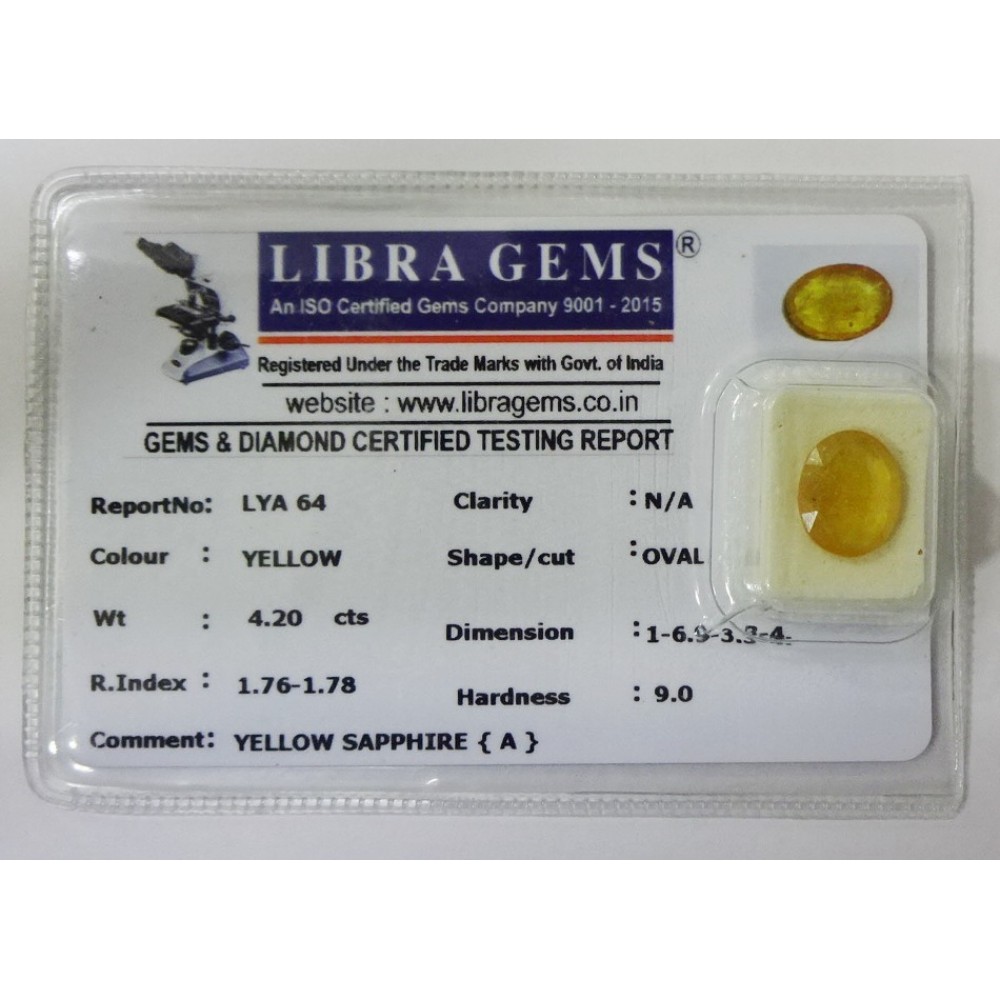 LIBRA GEMS ®
An ISO Certified Gems Company 9001 - 2015
Registered Under the Trade Marks with Govt. of India
website : www.libragems.co.in
GEMS & DIAMOND CERTIFIED TESTING REPORT
ReportNo: LYA 64 Clarity : N/A
Colour : YELLOW Shape/cut : OVAL
Wt : 4.20 cts Dimension :
R.Index : 1.76-1.78 Hardness : 9.0
Comment: YELLOW SAPPHIRE { A }